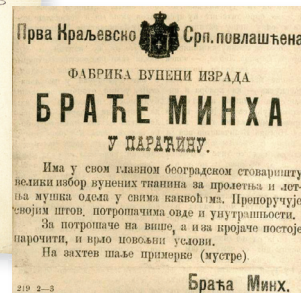 Прва Краљевско Срп. повлашћена
ФАБРИКА ВУНЕНИ ИЗРАДА
БРАЋЕ МИНХА
У ПАРАЋИНУ.
Има у свом главном београдском стоваришту
велики избор вунених тканина за пролетња и лет-
ња мушка одела у свима каквоћама. Препоручује
својим штов. потрошачима овде и унутрашњости.
За потрошаче на више, а и за кројаче постоје
нарочити, и врло повољни услови.
На захтев шаље примерке (мустре).
219 2—3
Браћа Минх.